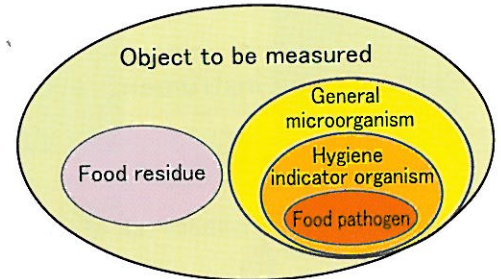 Object to be measured
General
microorganism
Food residue
Hygiene
indicator organism
Food pathogen